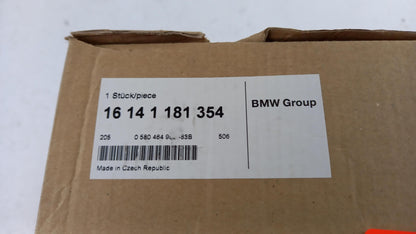 1 Stück/piece
16 14 1 181 354
BMW Group
205 0 580 464 506
Made in Czech Republic